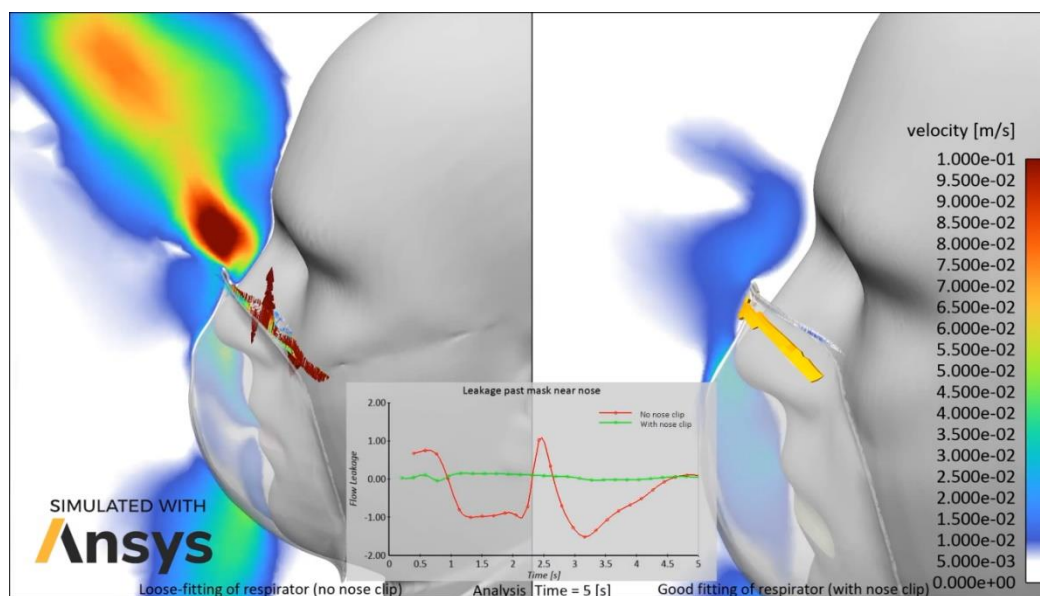 velocity [m/s]
1.000e-01
9.500e-02
9.000e-02
8.500e-02
8.000e-02
7.500e-02
7.000e-02
6.500e-02
6.000e-02
5.500e-02
5.000e-02
4.500e-02
4.000e-02
3.500e-02
3.000e-02
2.500e-02
2.000e-02
1.500e-02
1.000e-02
5.000e-03
0.000e+00
Leakage past mask near nose
No nose clip
With nose clip
2.00
1.00
0.00
-1.00
-2.00
Flow Leakage
0 0.5 1 1.5 2 2.5 3 3.5 4 4.5 5
Time [s]
SIMULATED WITH
Ansys
Loose-fitting of respirator (no nose clip)
Analysis Time = 5 [s]
Good fitting of respirator (with nose clip)